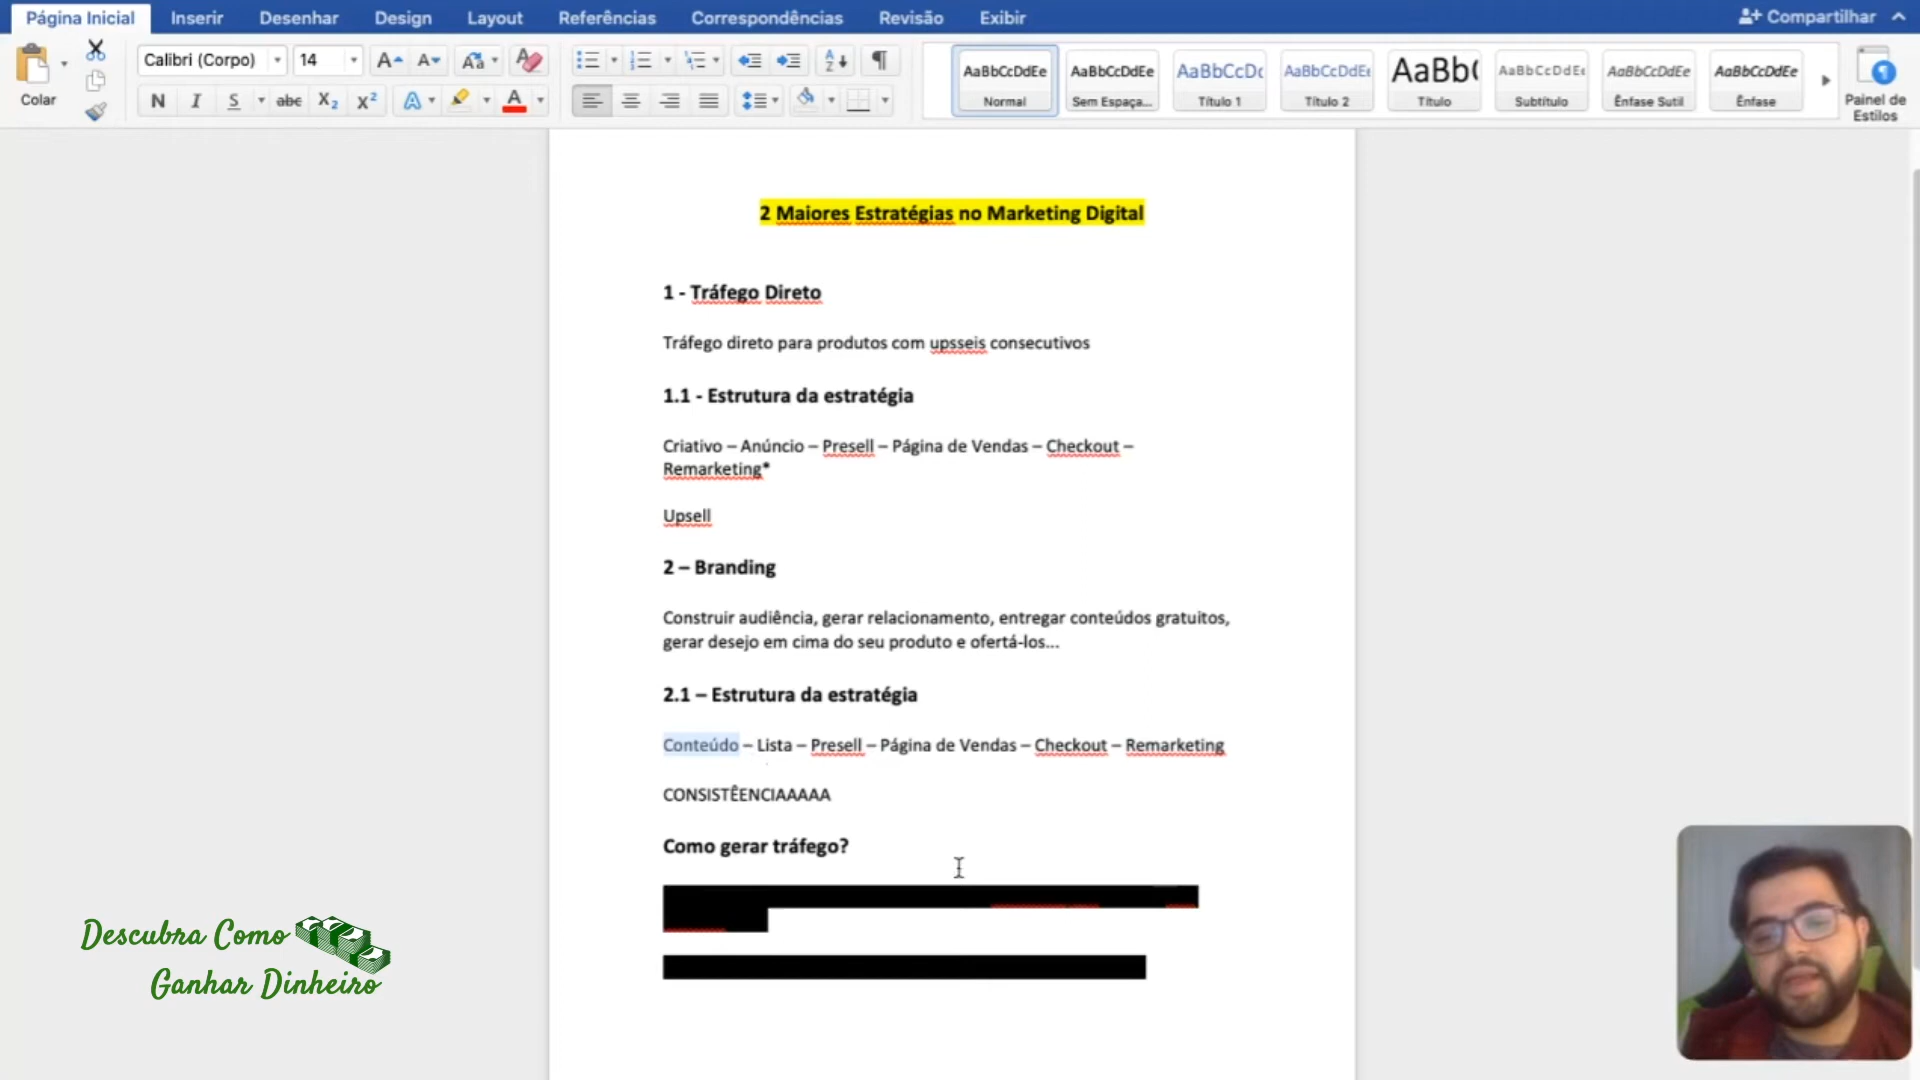 Página Inicial Inserir Desenhar Design Layout Referências Correspondências Revisão Exibir Compartilhar
Colar
Calibri (Corpo) 14
N I S abc X₂ X²
AaBbCcDdEe AaBbCcDdEe AaBbCcDc AaBbCcDdEe AaBb( AaBbCcDdEe AaBbCcDdEe AaBbCcDdEe
Normal Sem Espaça... Título 1 Título 2 Título Subtítulo Ênfase Sutil Ênfase
Painel de
Estilos
2 Maiores Estratégias no Marketing Digital
1 - Tráfego Direto
Tráfego direto para produtos com upsseis consecutivos
1.1 - Estrutura da estratégia
Criativo – Anúncio – Presell – Página de Vendas – Checkout –
Remarketing*
Upsell
2 – Branding
Construir audiência, gerar relacionamento, entregar conteúdos gratuitos,
gerar desejo em cima do seu produto e ofertá-los...
2.1 – Estrutura da estratégia
Conteúdo – Lista – Presell – Página de Vendas – Checkout – Remarketing
CONSISTÊENCIAAAAA
Como gerar tráfego?
Descubra Como
Ganhar Dinheiro